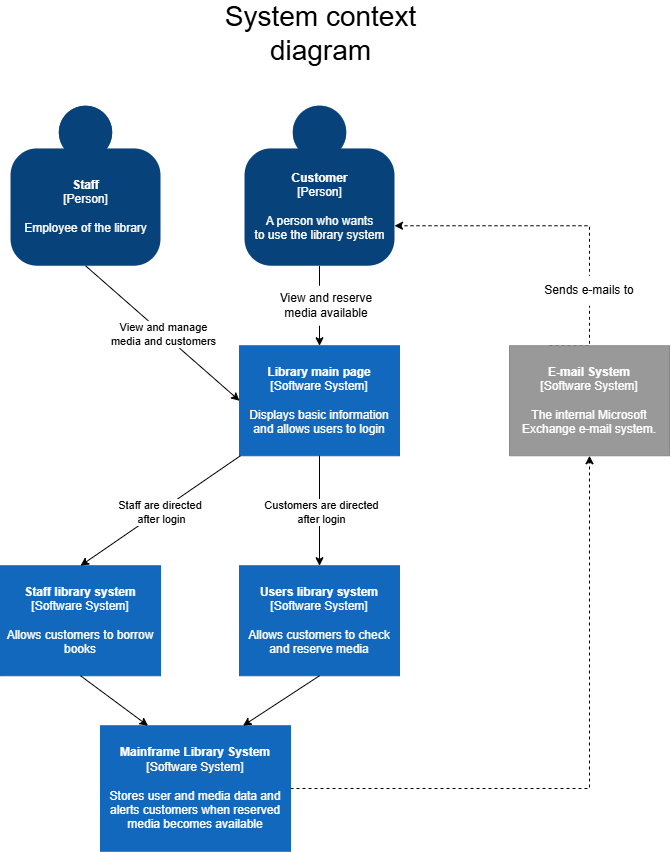 System context
diagram
Staff
[Person]
Employee of the library
Customer
[Person]
A person who wants
to use the library system
View and manage
media and customers
View and reserve
media available
Sends e-mails to
Library main page
[Software System]
Displays basic information
and allows users to login
E-mail System
[Software System]
The internal Microsoft
Exchange e-mail system.
Staff are directed
after login
Customers are directed
after login
Staff library system
[Software System]
Allows customers to borrow
books
Users library system
[Software System]
Allows customers to check
and reserve media
Mainframe Library System
[Software System]
Stores user and media data and
alerts customers when reserved
media becomes available